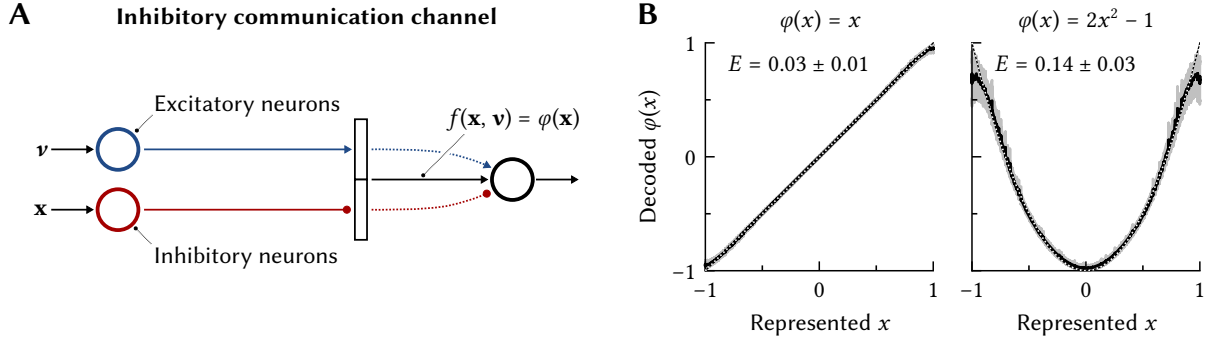 A
Inhibitory communication channel
Excitatory neurons
𝜈
x
f(x, 𝝂) = φ(x)
Inhibitory neurons
B
φ(x) = x
φ(x) = 2x² − 1
E = 0.03 ± 0.01
E = 0.14 ± 0.03
Decoded φ(x)
1
0
−1
−1
0
1
−1
0
1
Represented x
Represented x